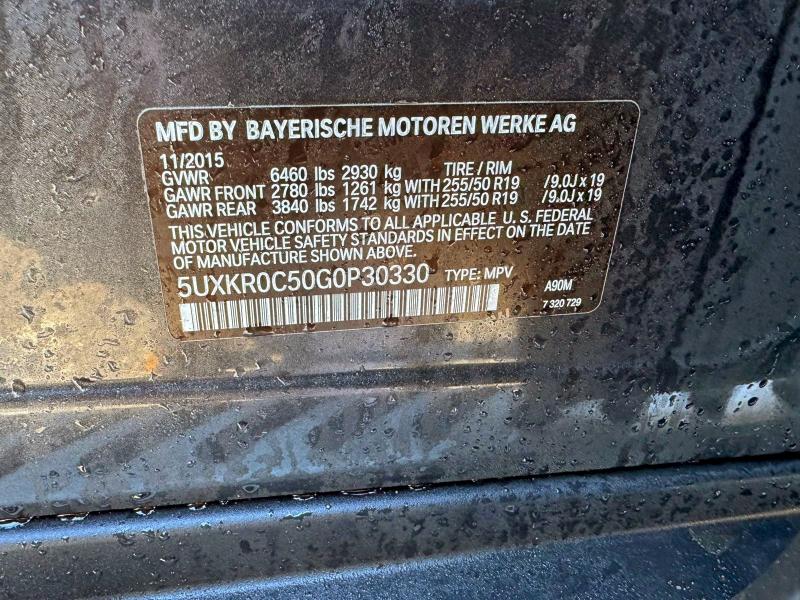 MFD BY BAYERISCHE MOTOREN WERKE AG
11/2015
GVWR 6460 lbs 2930 kg TIRE / RIM
GAWR FRONT 2780 lbs 1261 kg WITH 255/50 R19 /9.0J x 19
GAWR REAR 3840 lbs 1742 kg WITH 255/50 R19 /9.0J x 19
THIS VEHICLE CONFORMS TO ALL APPLICABLE U. S. FEDERAL
MOTOR VEHICLE SAFETY STANDARDS IN EFFECT ON THE DATE
OF MANUFACTURE SHOWN ABOVE.
5UXKR0C50G0P30330 TYPE: MPV A90M
7 320 729